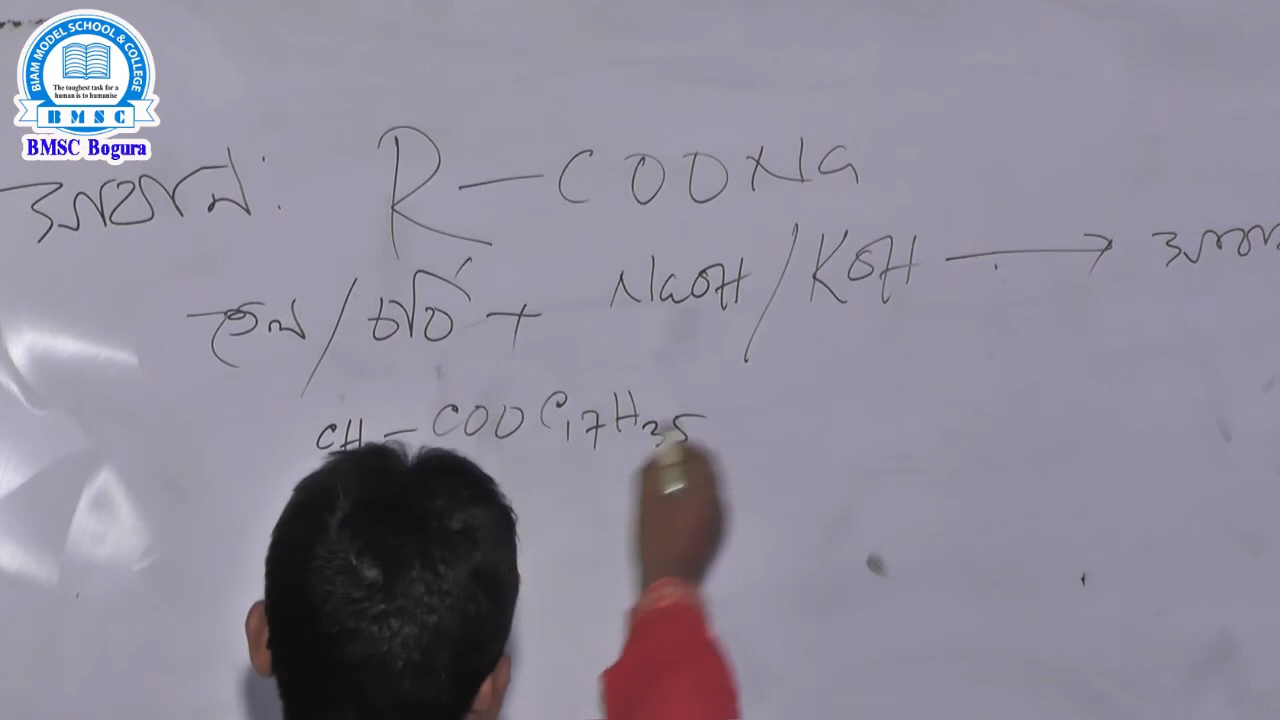 BIAM MODEL SCHOOL & COLLEGE
The toughest task for a
human is to humanise
BMSC
BMSC Bogura
সাবান: R-COONa
তেল/চর্বি + NaOH/KOH → সাবা
CH - COOC17H35